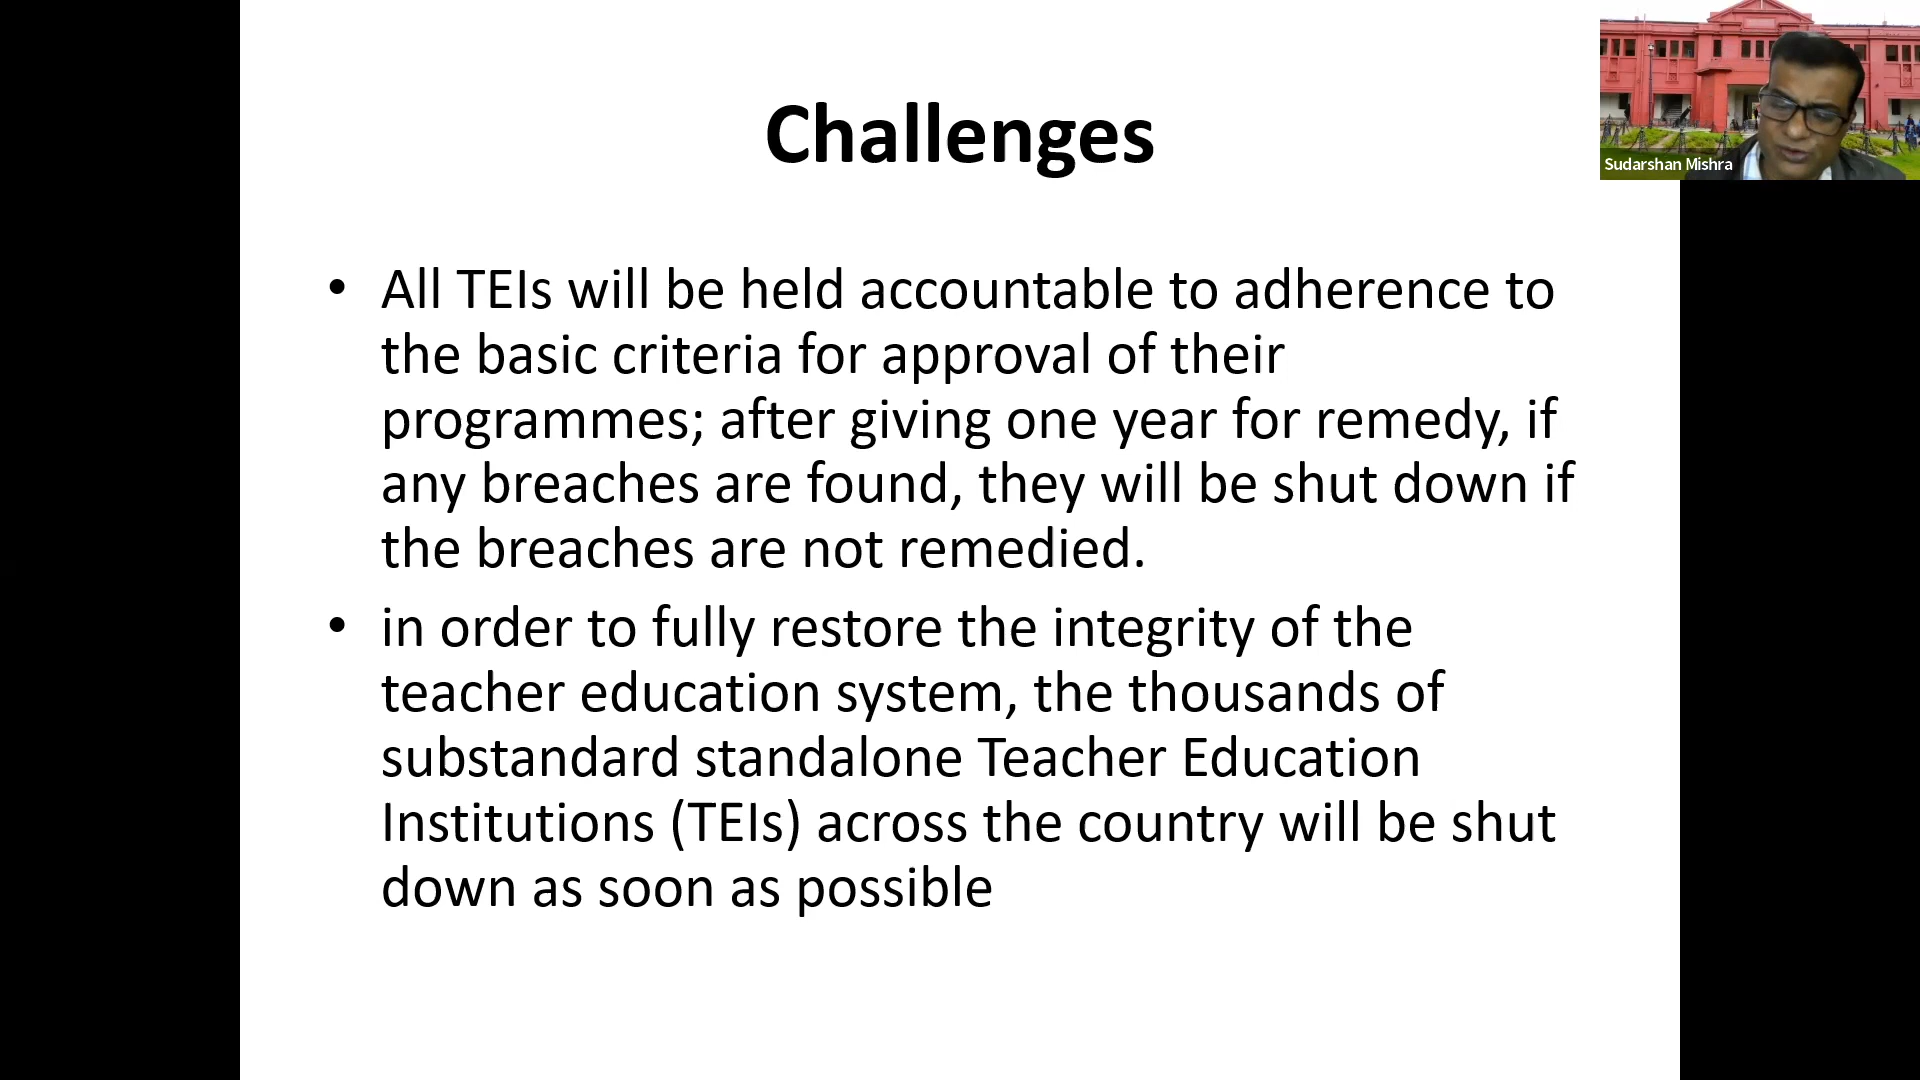 Challenges
Sudarshan Mishra
• All TEIs will be held accountable to adherence to
the basic criteria for approval of their
programmes; after giving one year for remedy, if
any breaches are found, they will be shut down if
the breaches are not remedied.
• in order to fully restore the integrity of the
teacher education system, the thousands of
substandard standalone Teacher Education
Institutions (TEIs) across the country will be shut
down as soon as possible